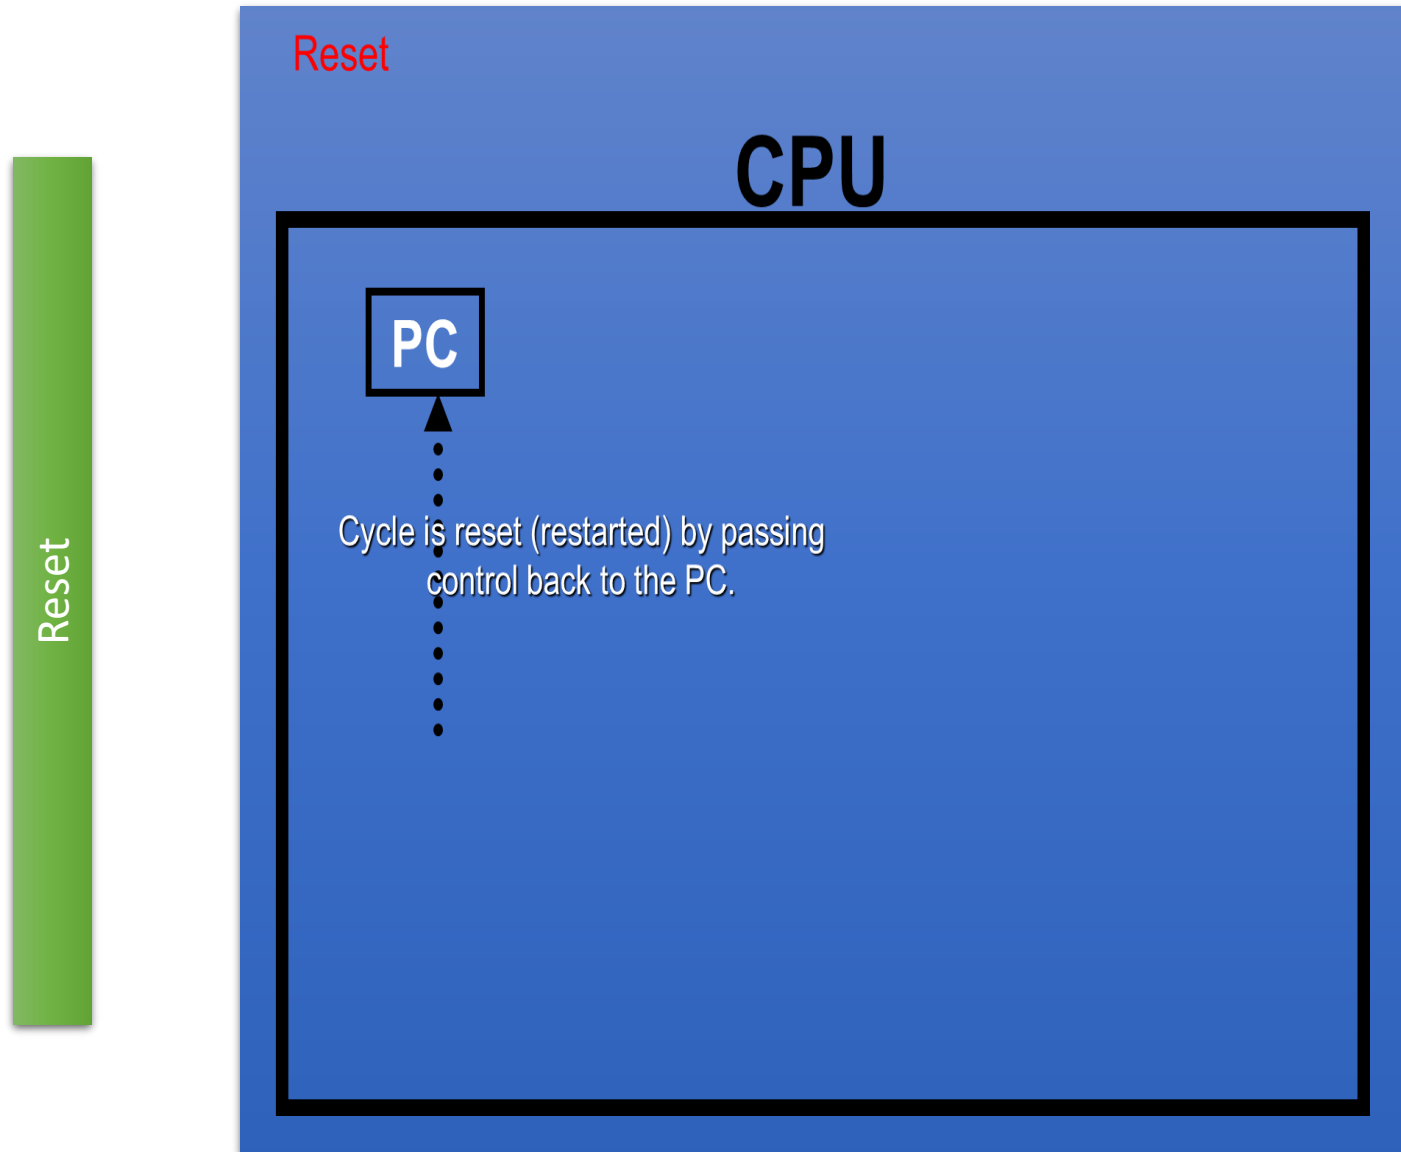 Reset
Reset
CPU
PC
Cycle is reset (restarted) by passing
control back to the PC.